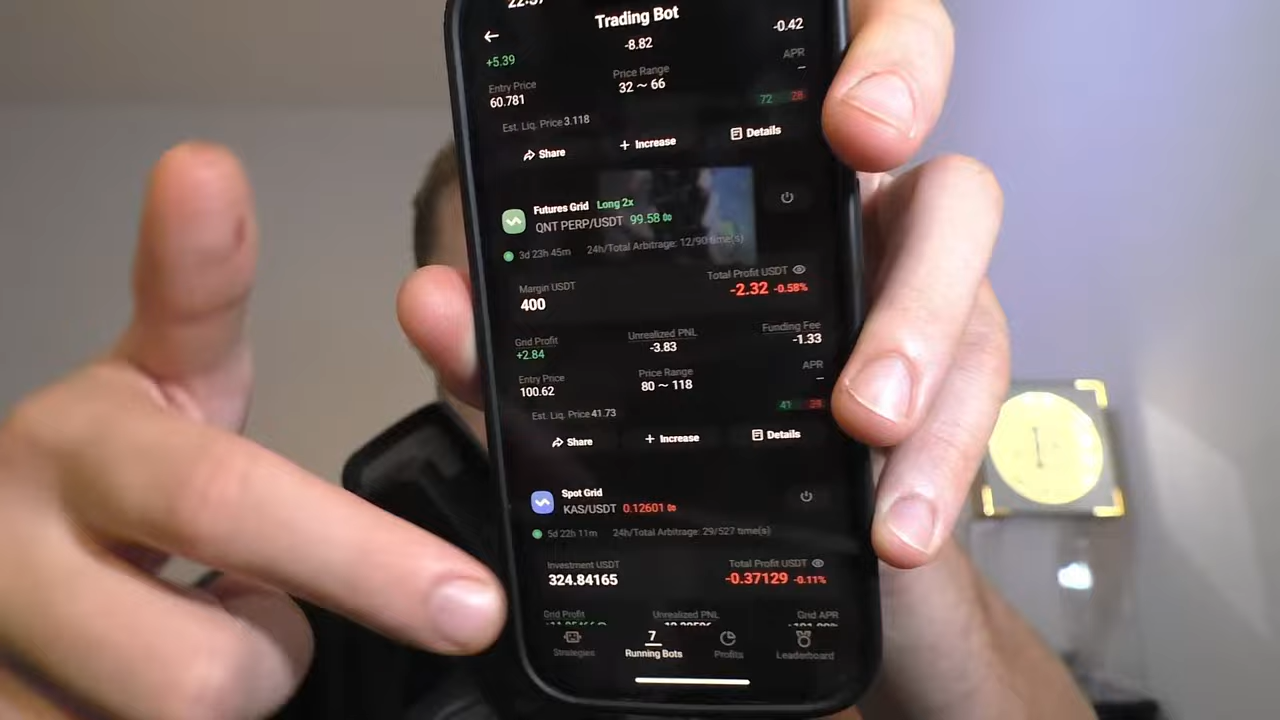 Trading Bot
-0.42
-8.82
+5.39
APR
Price Range
Entry Price
32 ~ 66
60.781
72 28
Est. Liq. Price 3.118
Share
+ Increase
Details
Futures Grid Long 2x
QNT PERP/USDT 99.58
3d 23h 45m 24h/Total Arbitrage: 12/90 time(s)
Total Profit USDT
Margin USDT
-2.32 -0.58%
400
Funding Fee
Unrealized PNL
Grid Profit
-1.33
-3.83
+2.84
APR
Price Range
Entry Price
80 ~ 118
100.62
41
Est. Liq. Price 41.73
Share
+ Increase
Details
Spot Grid
KAS/USDT 0.12601
5d 22h 11m 24h/Total Arbitrage: 29/527 time(s)
Investment USDT
Total Profit USDT
324.84165
-0.37129 -0.11%
Grid Profit
Unrealized PNL
Grid APR
7
Strategies
Running Bots
Profits
Leaderboard